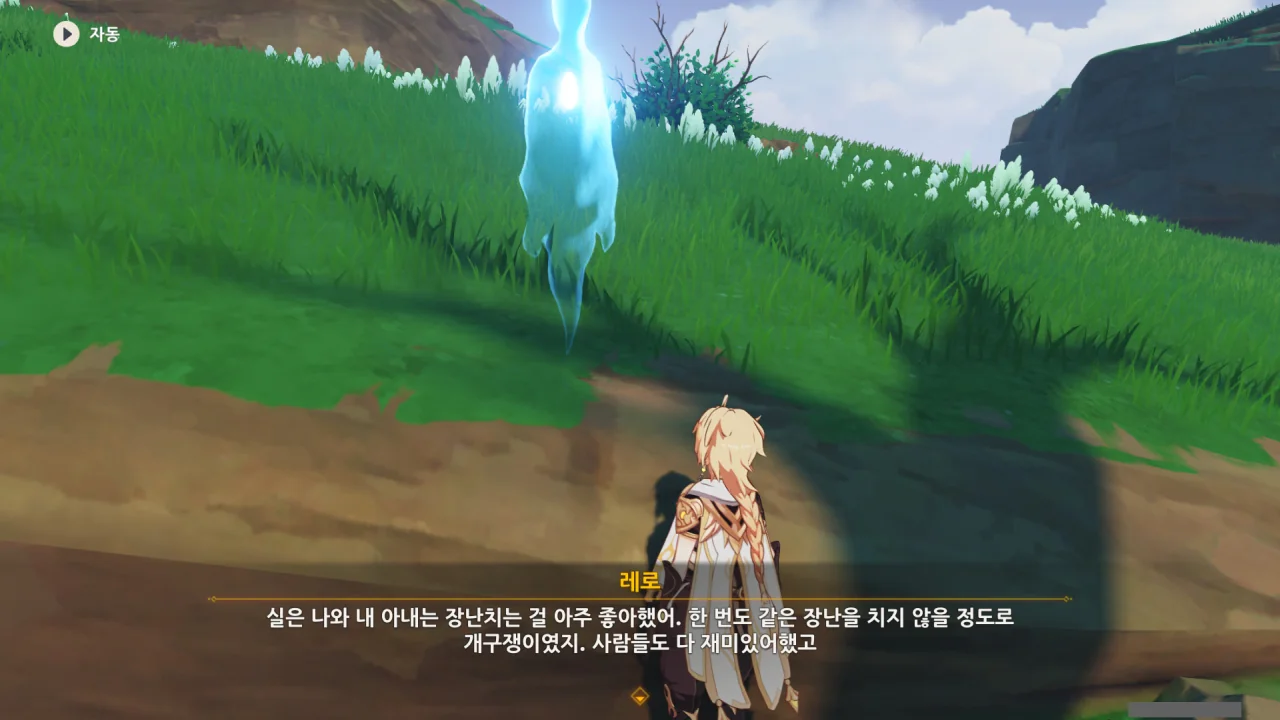 자동
레로
실은 나와 내 아내는 장난치는 걸 아주 좋아했어. 한 번도 같은 장난을 치지 않을 정도로
개구쟁이였지. 사람들도 다 재미있어했고